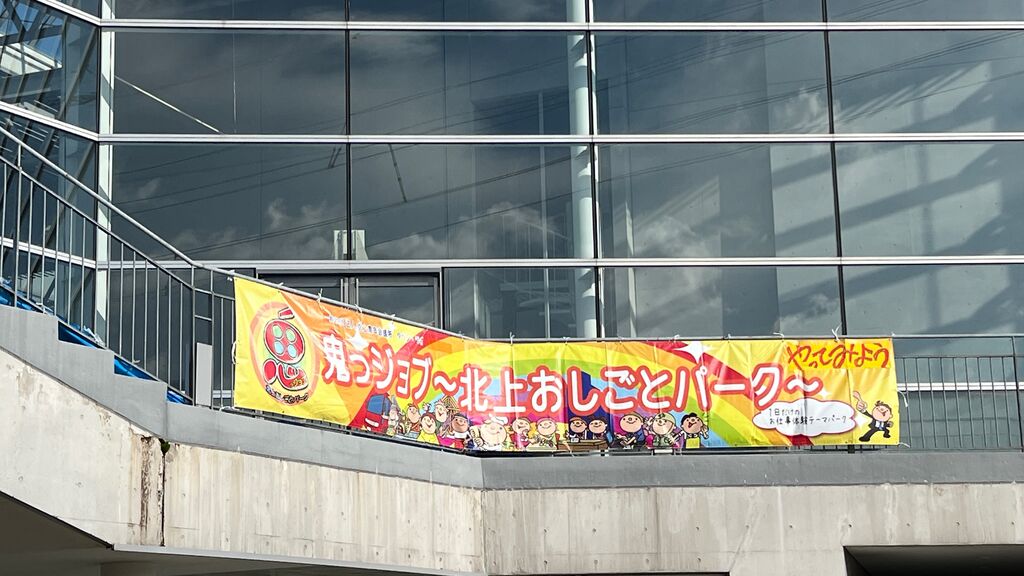 鬼っジョブ～北上おしごとパーク～
やってみよう
1日だけの
お仕事体験テーマパーク